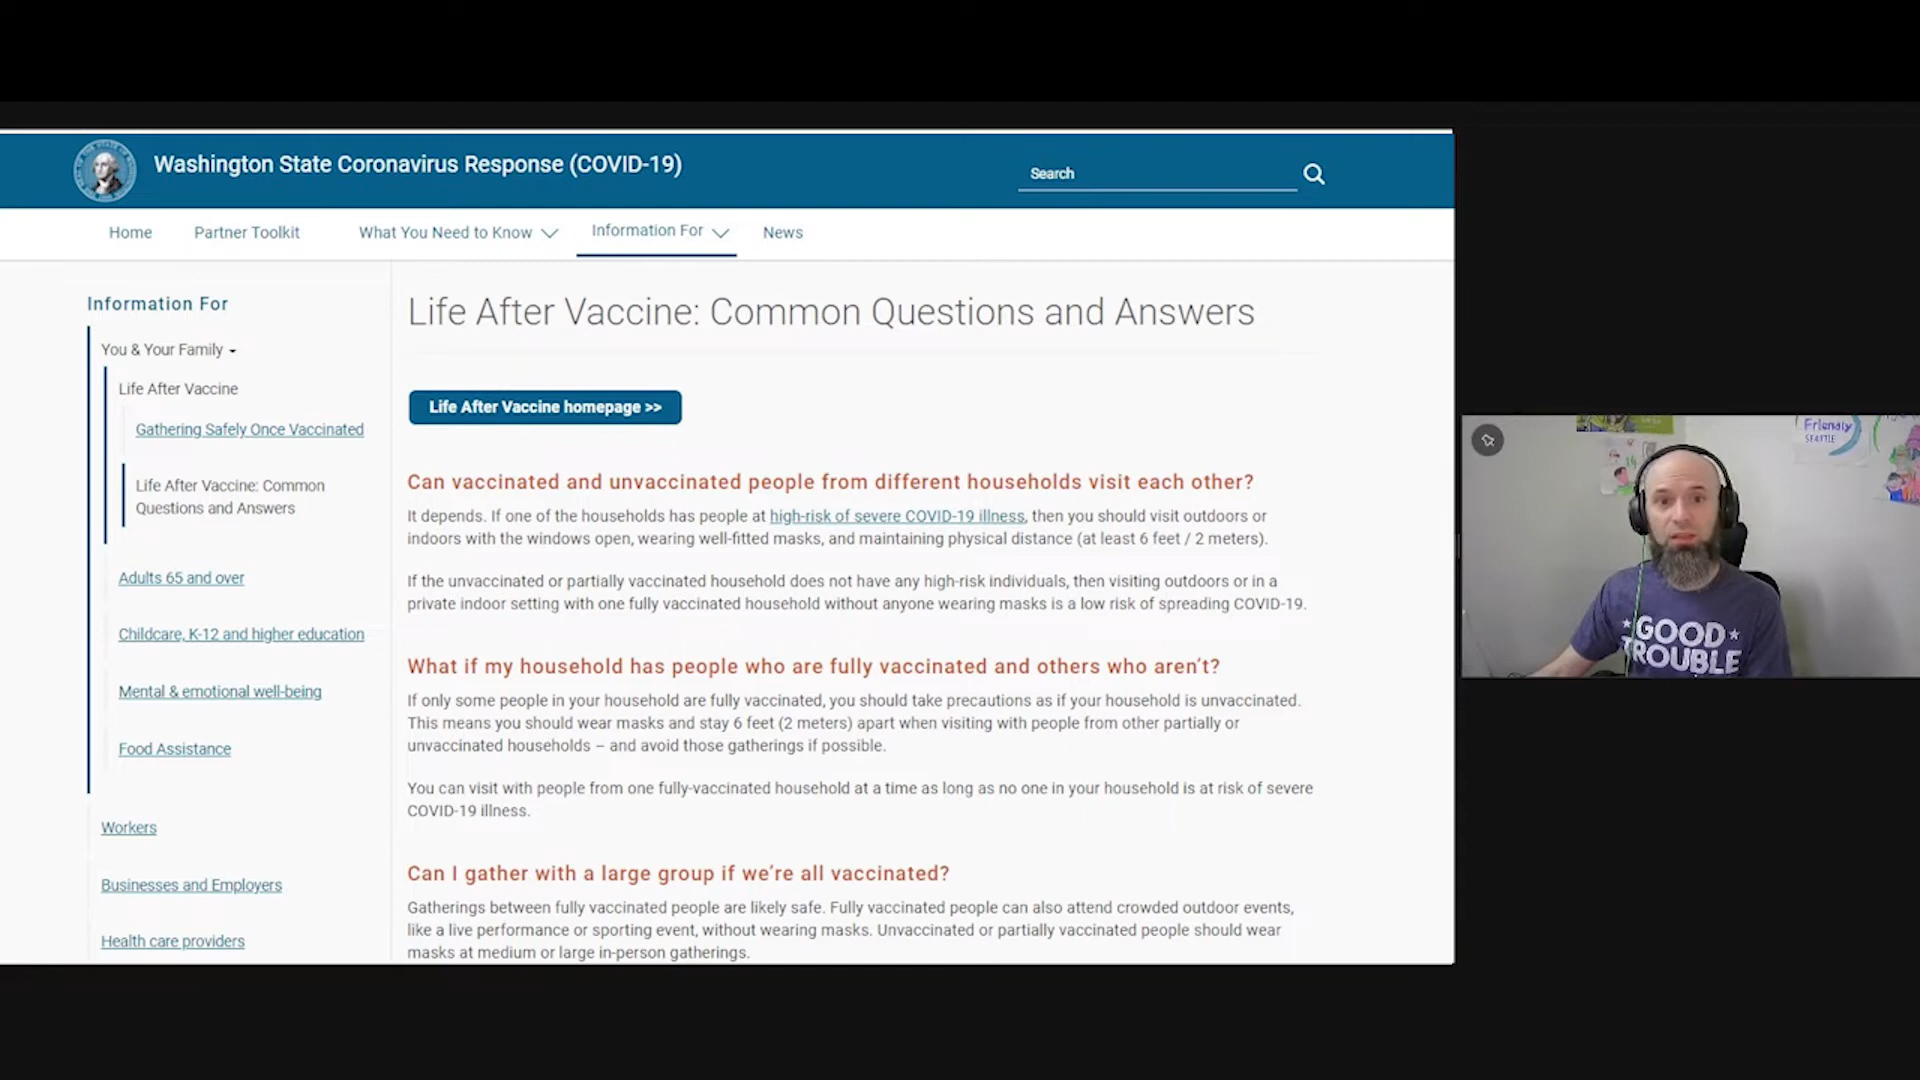 Washington State Coronavirus Response (COVID-19)
Search
Home
Partner Toolkit
What You Need to Know
Information For
News
Information For
You & Your Family
Life After Vaccine
Gathering Safely Once Vaccinated
Life After Vaccine: Common
Questions and Answers
Adults 65 and over
Childcare, K-12 and higher education
Mental & emotional well-being
Food Assistance
Workers
Businesses and Employers
Health care providers
Life After Vaccine: Common Questions and Answers
Life After Vaccine homepage >>
Can vaccinated and unvaccinated people from different households visit each other?
It depends. If one of the households has people at high-risk of severe COVID-19 illness, then you should visit outdoors or
indoors with the windows open, wearing well-fitted masks, and maintaining physical distance (at least 6 feet / 2 meters).
If the unvaccinated or partially vaccinated household does not have any high-risk individuals, then visiting outdoors or in a
private indoor setting with one fully vaccinated household without anyone wearing masks is a low risk of spreading COVID-19.
What if my household has people who are fully vaccinated and others who aren't?
If only some people in your household are fully vaccinated, you should take precautions as if your household is unvaccinated.
This means you should wear masks and stay 6 feet (2 meters) apart when visiting with people from other partially or
unvaccinated households – and avoid those gatherings if possible.
You can visit with people from one fully-vaccinated household at a time as long as no one in your household is at risk of severe
COVID-19 illness.
Can I gather with a large group if we're all vaccinated?
Gatherings between fully vaccinated people are likely safe. Fully vaccinated people can also attend crowded outdoor events,
like a live performance or sporting event, without wearing masks. Unvaccinated or partially vaccinated people should wear
masks at medium or large in-person gatherings.
Friendly
SEATTLE
GOOD
TROUBLE